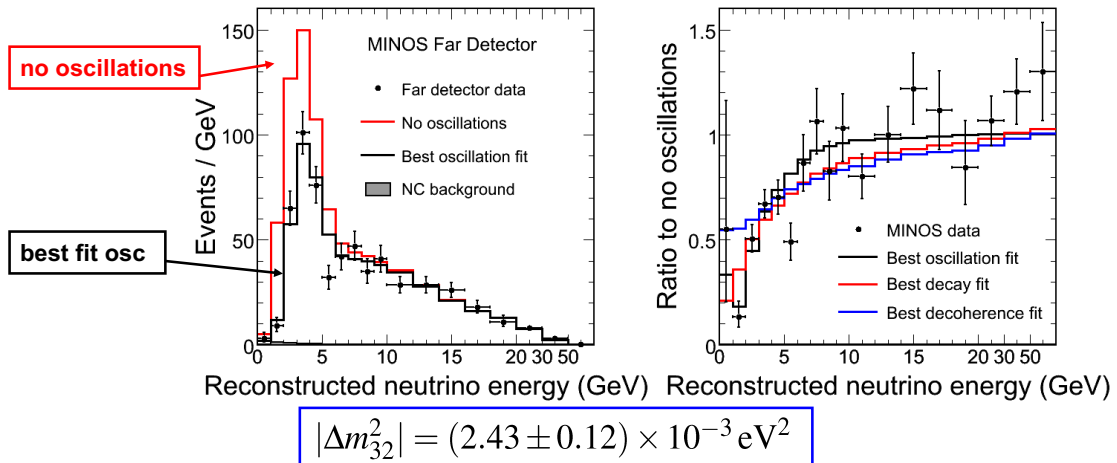 no oscillations
best fit osc
Events / GeV
150
100
50
0
MINOS Far Detector
Far detector data
No oscillations
Best oscillation fit
NC background
0 5 10 15 20 30 50
Reconstructed neutrino energy (GeV)
Ratio to no oscillations
1.5
1
0.5
0
MINOS data
Best oscillation fit
Best decay fit
Best decoherence fit
0 5 10 15 20 30 50
Reconstructed neutrino energy (GeV)
|Δm²₃₂| = (2.43 ± 0.12) × 10⁻³ eV²